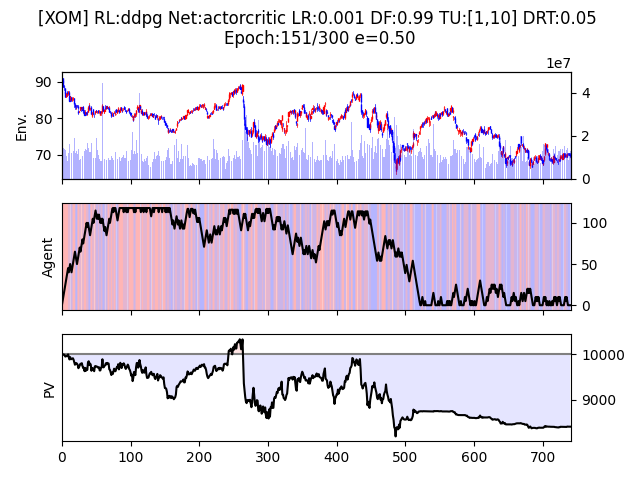 [XOM] RL:ddpg Net:actorcritic LR:0.001 DF:0.99 TU:[1,10] DRT:0.05
Epoch:151/300 e=0.50
1e7
90
80
70
Env.
4
2
0
Agent
100
50
0
PV
10000
9000
0 100 200 300 400 500 600 700